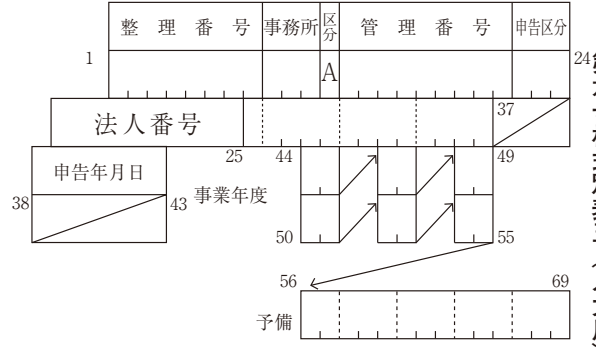 整理番号 事務所 区分 管理番号 申告区分
1 A 24
法人番号 37
申告年月日 25 44 49
38 43 事業年度
50 55
56 69
予備